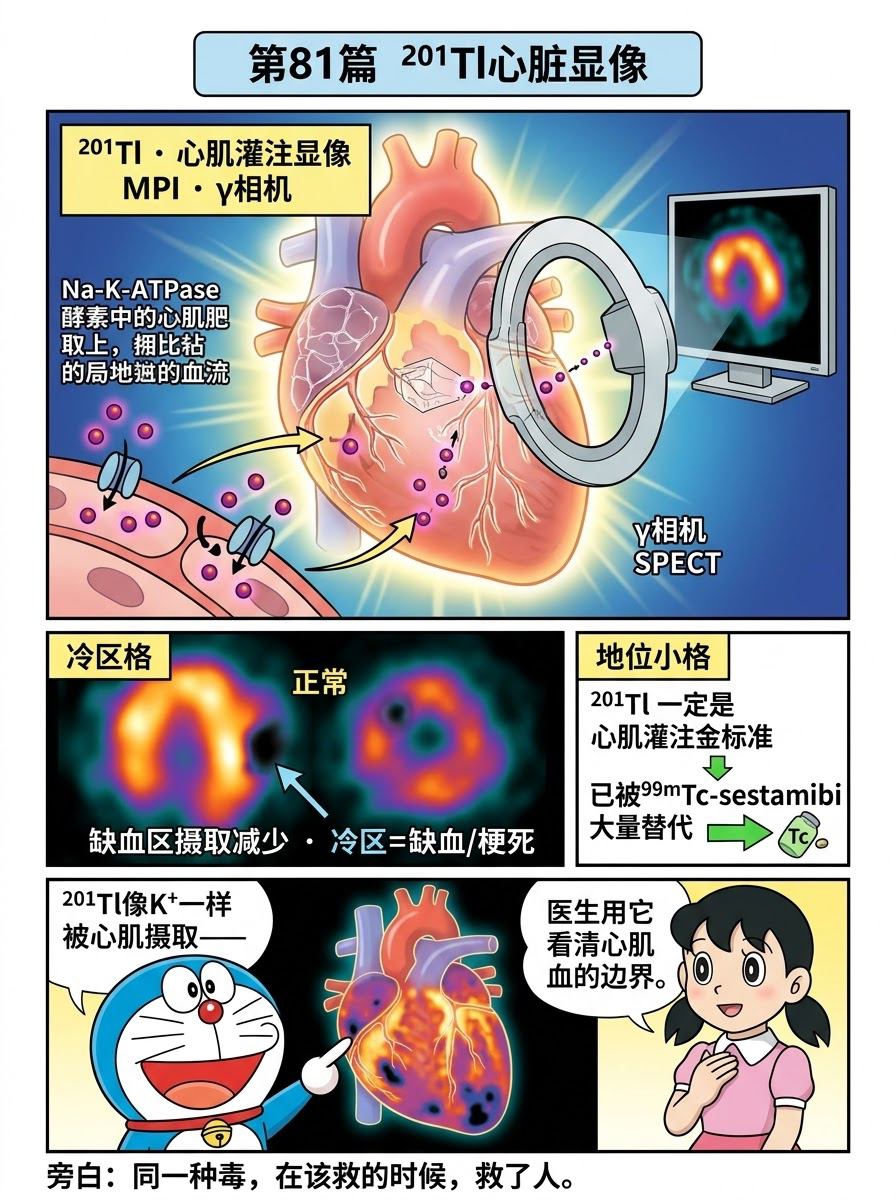 第81篇 ²⁰¹Tl心脏显像
²⁰¹Tl · 心肌灌注显像
MPI · γ相机
Na-K-ATPase
酵素中的心肌肥
取上，拥比粘
的局地的血流
γ相机
SPECT
冷区格
正常
缺血区摄取减少 · 冷区=缺血/梗死
地位小格
²⁰¹Tl 一定是
心肌灌注金标准
已被⁹⁹ᵐTc-sestamibi
大量替代
Tc
²⁰¹Tl像K⁺一样
被心肌摄取——
医生用它
看清心肌
血的边界。
旁白：同一种毒，在该救的时候，救了人。